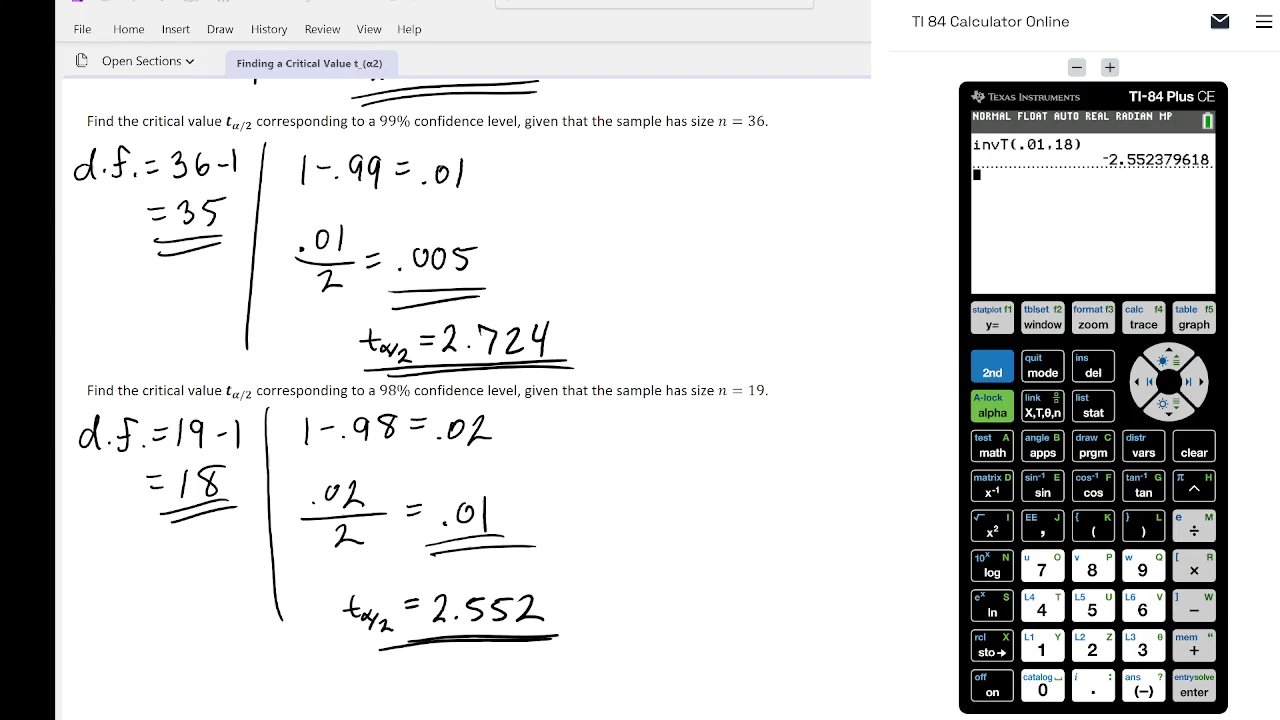 File Home Insert Draw History Review View Help
Open Sections
Finding a Critical Value t_(α2)
Find the critical value t_{α/2} corresponding to a 99% confidence level, given that the sample has size n = 36.
d.f. = 36-1
= 35
1-.99 = .01
.01/2 = .005
t_{α/2} = 2.724
Find the critical value t_{α/2} corresponding to a 98% confidence level, given that the sample has size n = 19.
d.f. = 19-1
= 18
1-.98 = .02
.02/2 = .01
t_{α/2} = 2.552
TI 84 Calculator Online
− +
TEXAS INSTRUMENTS TI-84 Plus CE
NORMAL FLOAT AUTO REAL RADIAN MP
invT(.01,18)
-2.552379618
statplot f1 tblset f2 format f3 calc f4 table f5
y= window zoom trace graph
quit ins
2nd mode del
A-lock link list
alpha X,T,θ,n stat
test A angle B draw C distr
math apps prgm vars clear
matrix D sin⁻¹ E cos⁻¹ F tan⁻¹ G π H
x⁻¹ sin cos tan ^
√ I EE J { K } L e M
x² , ( ) ÷
10ˣ N u O v P w Q [ R
log 7 8 9 ×
eˣ S L4 T L5 U L6 V ] W
ln 4 5 6 −
rcl X L1 Y L2 Z L3 θ mem "
sto→ 1 2 3 +
off catalog i : ans ? entry solve
on 0 . (−) enter